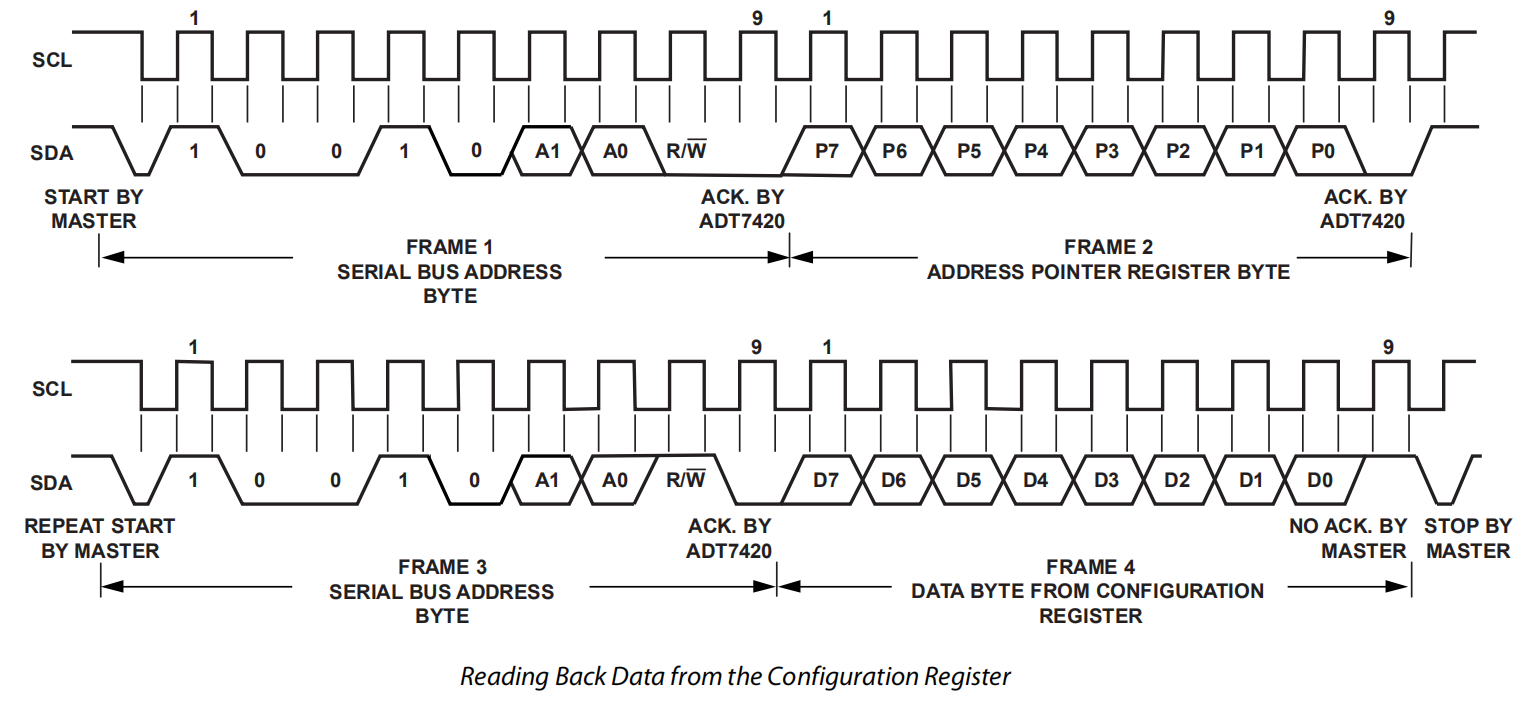 1 9 1 9
SCL
SDA 1 0 0 1 0 A1 A0 R/W̅ P7 P6 P5 P4 P3 P2 P1 P0
START BY
MASTER
ACK. BY
ADT7420
ACK. BY
ADT7420
FRAME 1
SERIAL BUS ADDRESS
BYTE
FRAME 2
ADDRESS POINTER REGISTER BYTE
1 9 1 9
SCL
SDA 1 0 0 1 0 A1 A0 R/W̅ D7 D6 D5 D4 D3 D2 D1 D0
REPEAT START
BY MASTER
ACK. BY
ADT7420
NO ACK. BY
MASTER
STOP BY
MASTER
FRAME 3
SERIAL BUS ADDRESS
BYTE
FRAME 4
DATA BYTE FROM CONFIGURATION
REGISTER
Reading Back Data from the Configuration Register